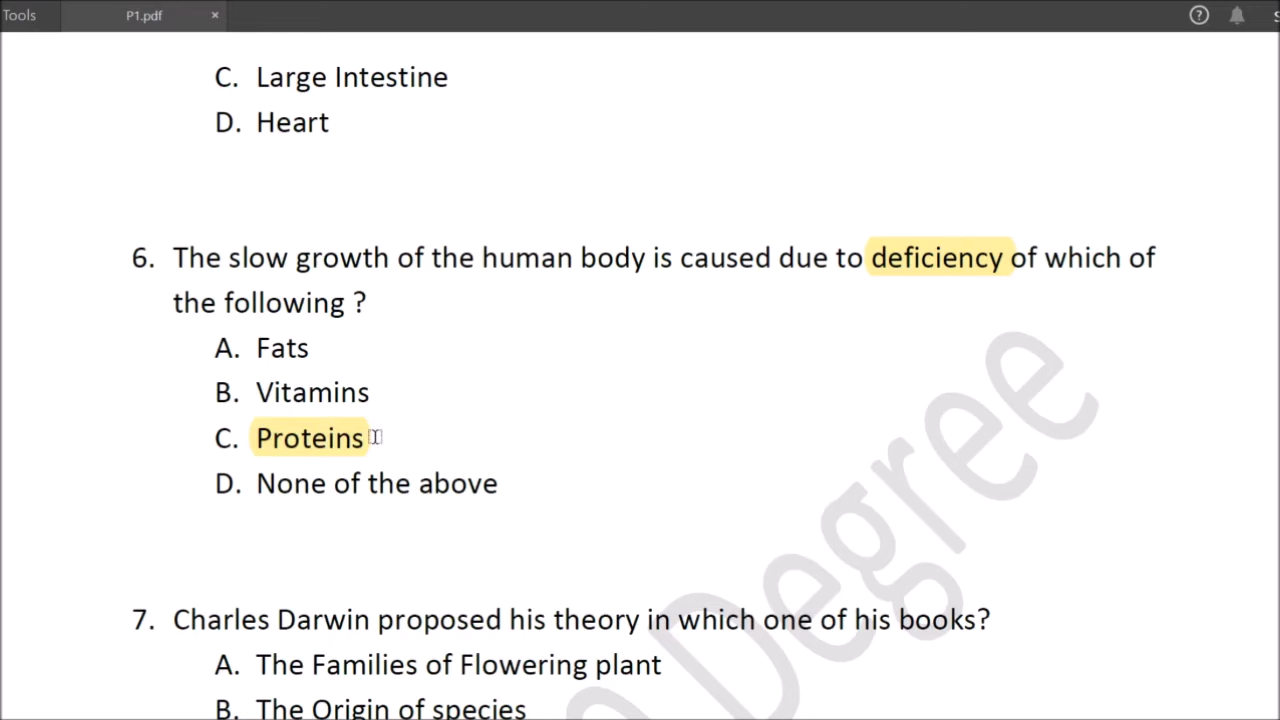 Tools P1.pdf ×
C. Large Intestine
D. Heart
6. The slow growth of the human body is caused due to deficiency of which of
the following ?
A. Fats
B. Vitamins
C. Proteins
D. None of the above
7. Charles Darwin proposed his theory in which one of his books?
A. The Families of Flowering plant
B. The Origin of species
Degree